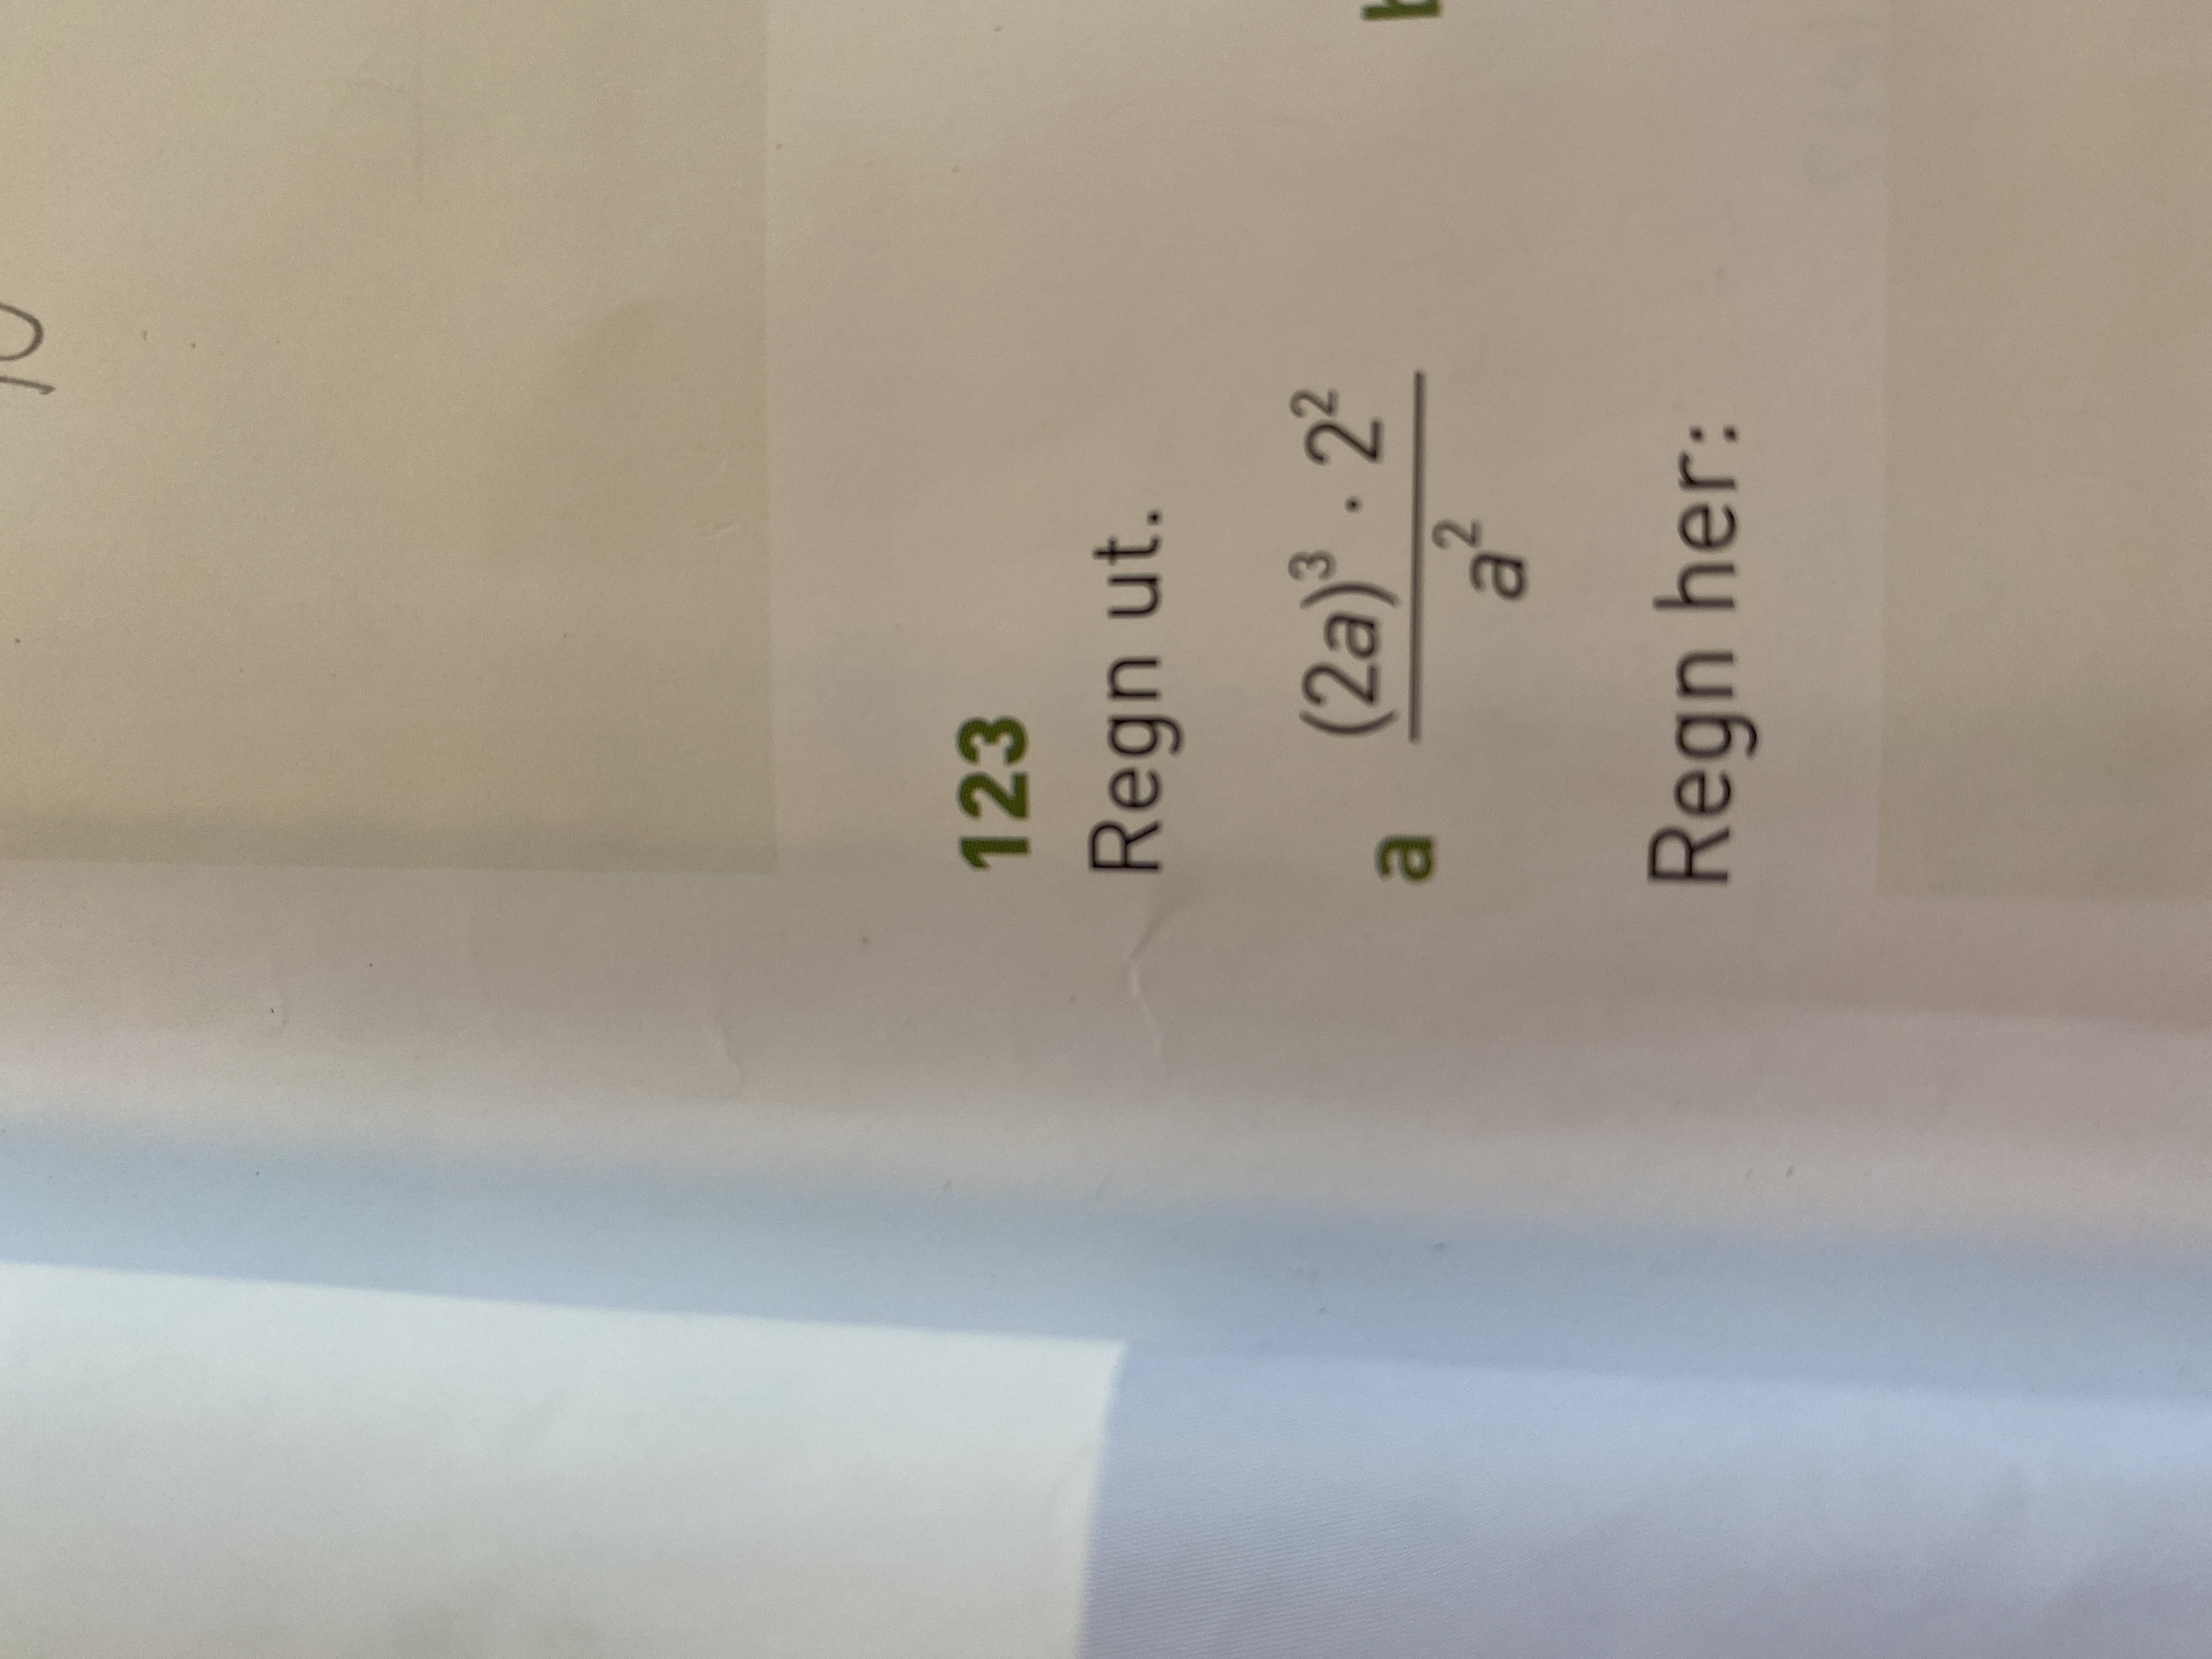 123
Regn ut.
a (2a)³ · 2² / a²
Regn her: